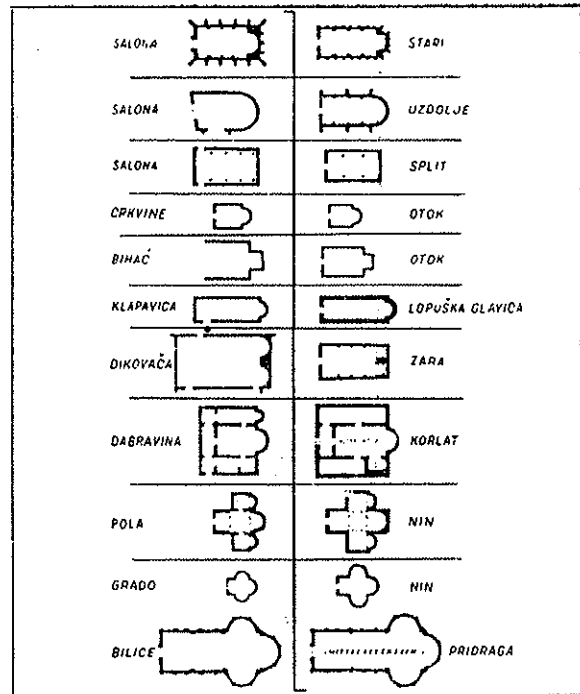 SALONA STARI
SALONA UZDOLJE
SALONA SPLIT
CRKVINE OTOK
BIHAĆ OTOK
KLAPAVICA LOPUŠKA GLAVICA
DIKOVAČA ZARA
DABRAVINA KORLAT
POLA NIN
GRADO NIN
BILICE PRIDRAGA